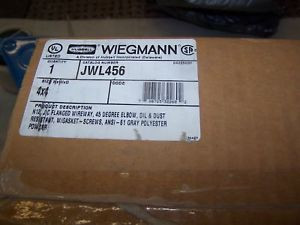 UL
LISTED
HUBBELL
WIEGMANN
A Division of Hubbell Incorporated (Delaware)
QUANTITY
CATALOG NUMBER
1
JWL456
4x4
PRODUCT DESCRIPTION
N12 JIC FLANGED WIREWAY, 45 DEGREE ELBOW, OIL & DUST
RESISTANT, W/GASKET-SCREWS, ANSI-61 GRAY POLYESTER
POWDER